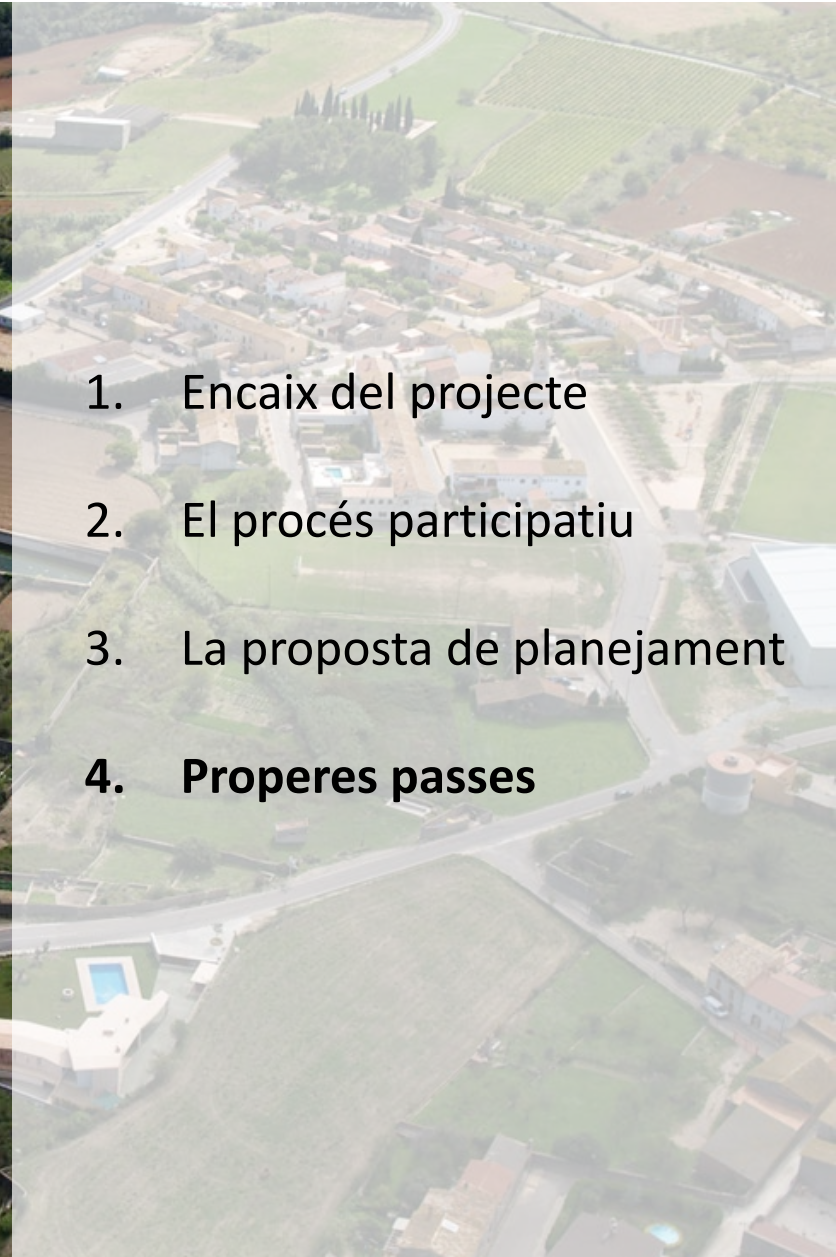 1. Encaix del projecte
2. El procés participatiu
3. La proposta de planejament
4. Properes passes